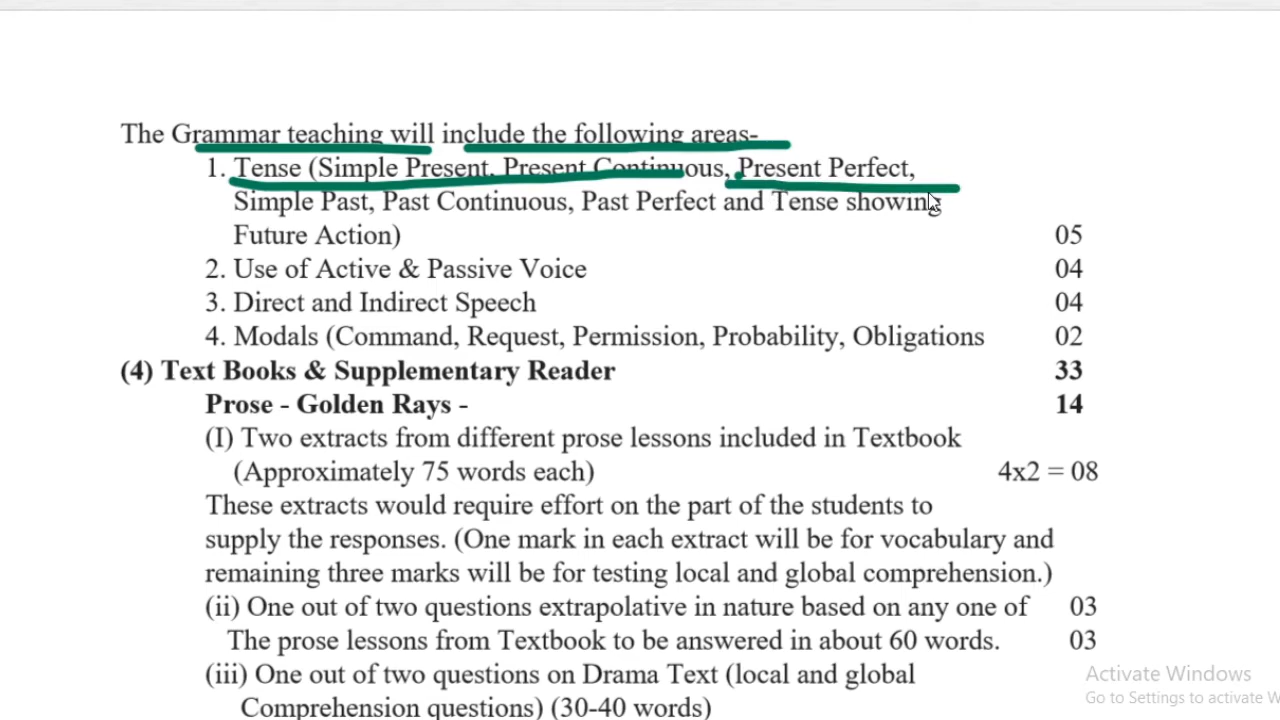 The Grammar teaching will include the following areas-
1. Tense (Simple Present, Present Continuous, Present Perfect,
Simple Past, Past Continuous, Past Perfect and Tense showing
Future Action) 05
2. Use of Active & Passive Voice 04
3. Direct and Indirect Speech 04
4. Modals (Command, Request, Permission, Probability, Obligations 02
(4) Text Books & Supplementary Reader 33
Prose - Golden Rays - 14
(I) Two extracts from different prose lessons included in Textbook
(Approximately 75 words each) 4x2 = 08
These extracts would require effort on the part of the students to
supply the responses. (One mark in each extract will be for vocabulary and
remaining three marks will be for testing local and global comprehension.)
(ii) One out of two questions extrapolative in nature based on any one of 03
The prose lessons from Textbook to be answered in about 60 words. 03
(iii) One out of two questions on Drama Text (local and global
Comprehension questions) (30-40 words)
Activate Windows
Go to Settings to activate W